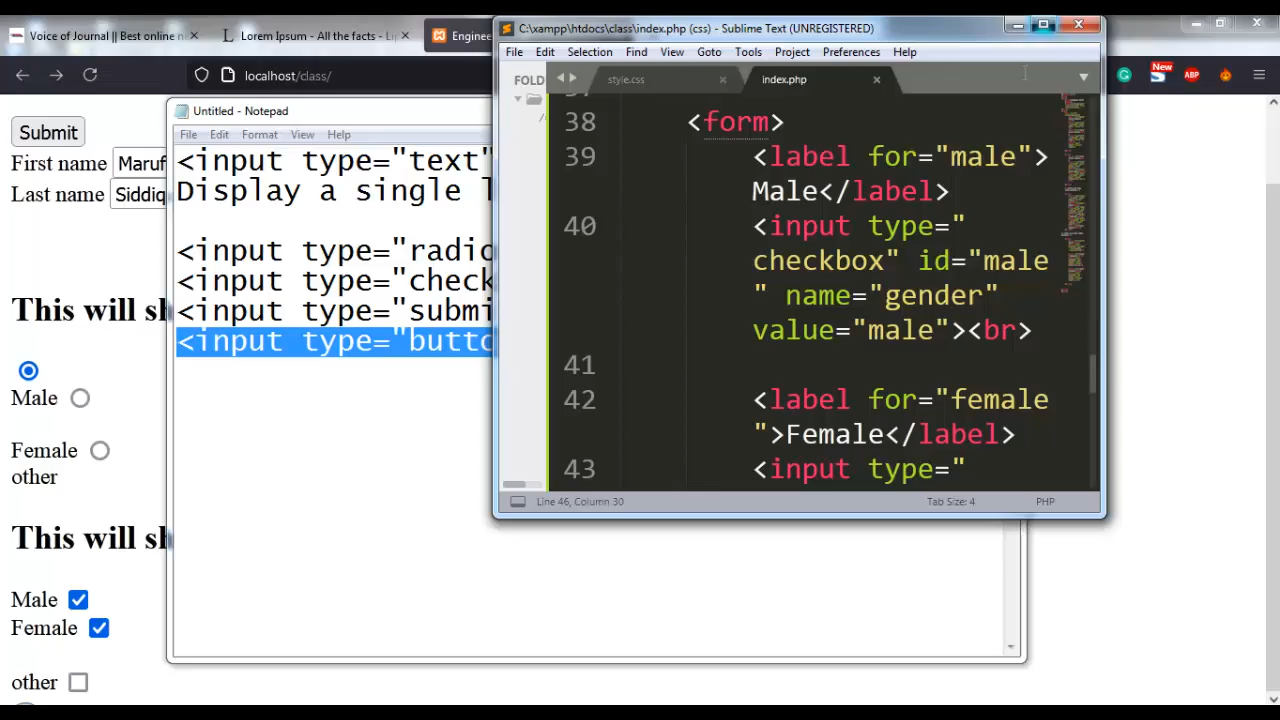 Voice of Journal || Best online n
Lorem Ipsum - All the facts - Li
Enginee
localhost/class/
New
ABP
Submit
First name Maruf
Last name Siddiq
This will sh
Male
Female
other
This will sh
Male
Female
other
Untitled - Notepad
File Edit Format View Help
<input type="text"
Display a single
<input type="radio
<input type="check
<input type="submi
<input type="butto
C:\xampp\htdocs\class\index.php (css) - Sublime Text (UNREGISTERED)
File Edit Selection Find View Goto Tools Project Preferences Help
FOLD
style.css
index.php
38 <form>
39 <label for="male">
Male</label>
40 <input type="
checkbox" id="male
" name="gender"
value="male"><br>
41
42 <label for="female
">Female</label>
43 <input type="
Line 46, Column 30
Tab Size: 4
PHP